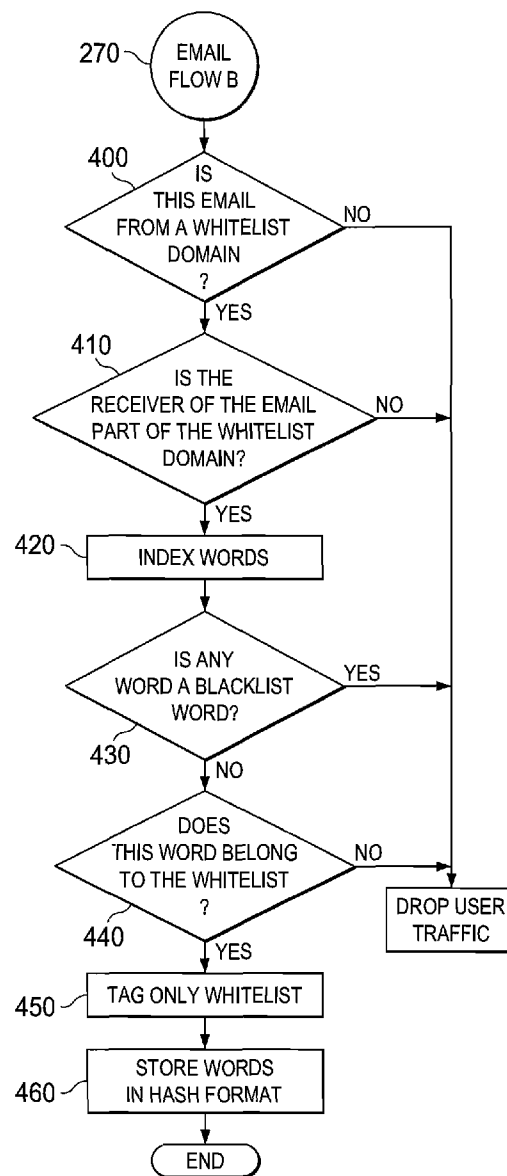 270
EMAIL
FLOW B
400
IS
THIS EMAIL
FROM A WHITELIST
DOMAIN
?
NO
YES
410
IS THE
RECEIVER OF THE EMAIL
PART OF THE WHITELIST
DOMAIN?
NO
YES
420
INDEX WORDS
IS ANY
WORD A BLACKLIST
WORD?
YES
430
NO
DOES
THIS WORD BELONG
TO THE WHITELIST
?
NO
440
YES
DROP USER
TRAFFIC
450
TAG ONLY WHITELIST
460
STORE WORDS
IN HASH FORMAT
END